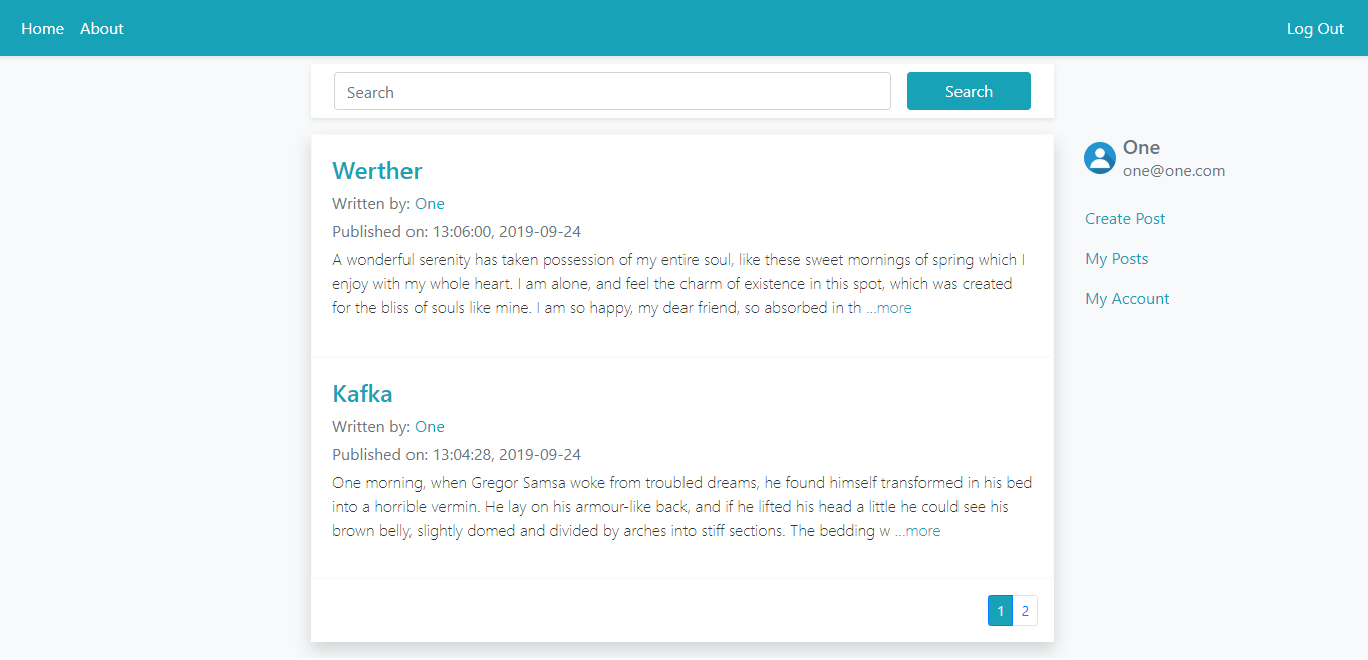 Home About Log Out
Search Search
Werther
Written by: One
Published on: 13:06:00, 2019-09-24
A wonderful serenity has taken possession of my entire soul, like these sweet mornings of spring which I
enjoy with my whole heart. I am alone, and feel the charm of existence in this spot, which was created
for the bliss of souls like mine. I am so happy, my dear friend, so absorbed in th ...more
Kafka
Written by: One
Published on: 13:04:28, 2019-09-24
One morning, when Gregor Samsa woke from troubled dreams, he found himself transformed in his bed
into a horrible vermin. He lay on his armour-like back, and if he lifted his head a little he could see his
brown belly, slightly domed and divided by arches into stiff sections. The bedding w ...more
1 2
One
one@one.com
Create Post
My Posts
My Account